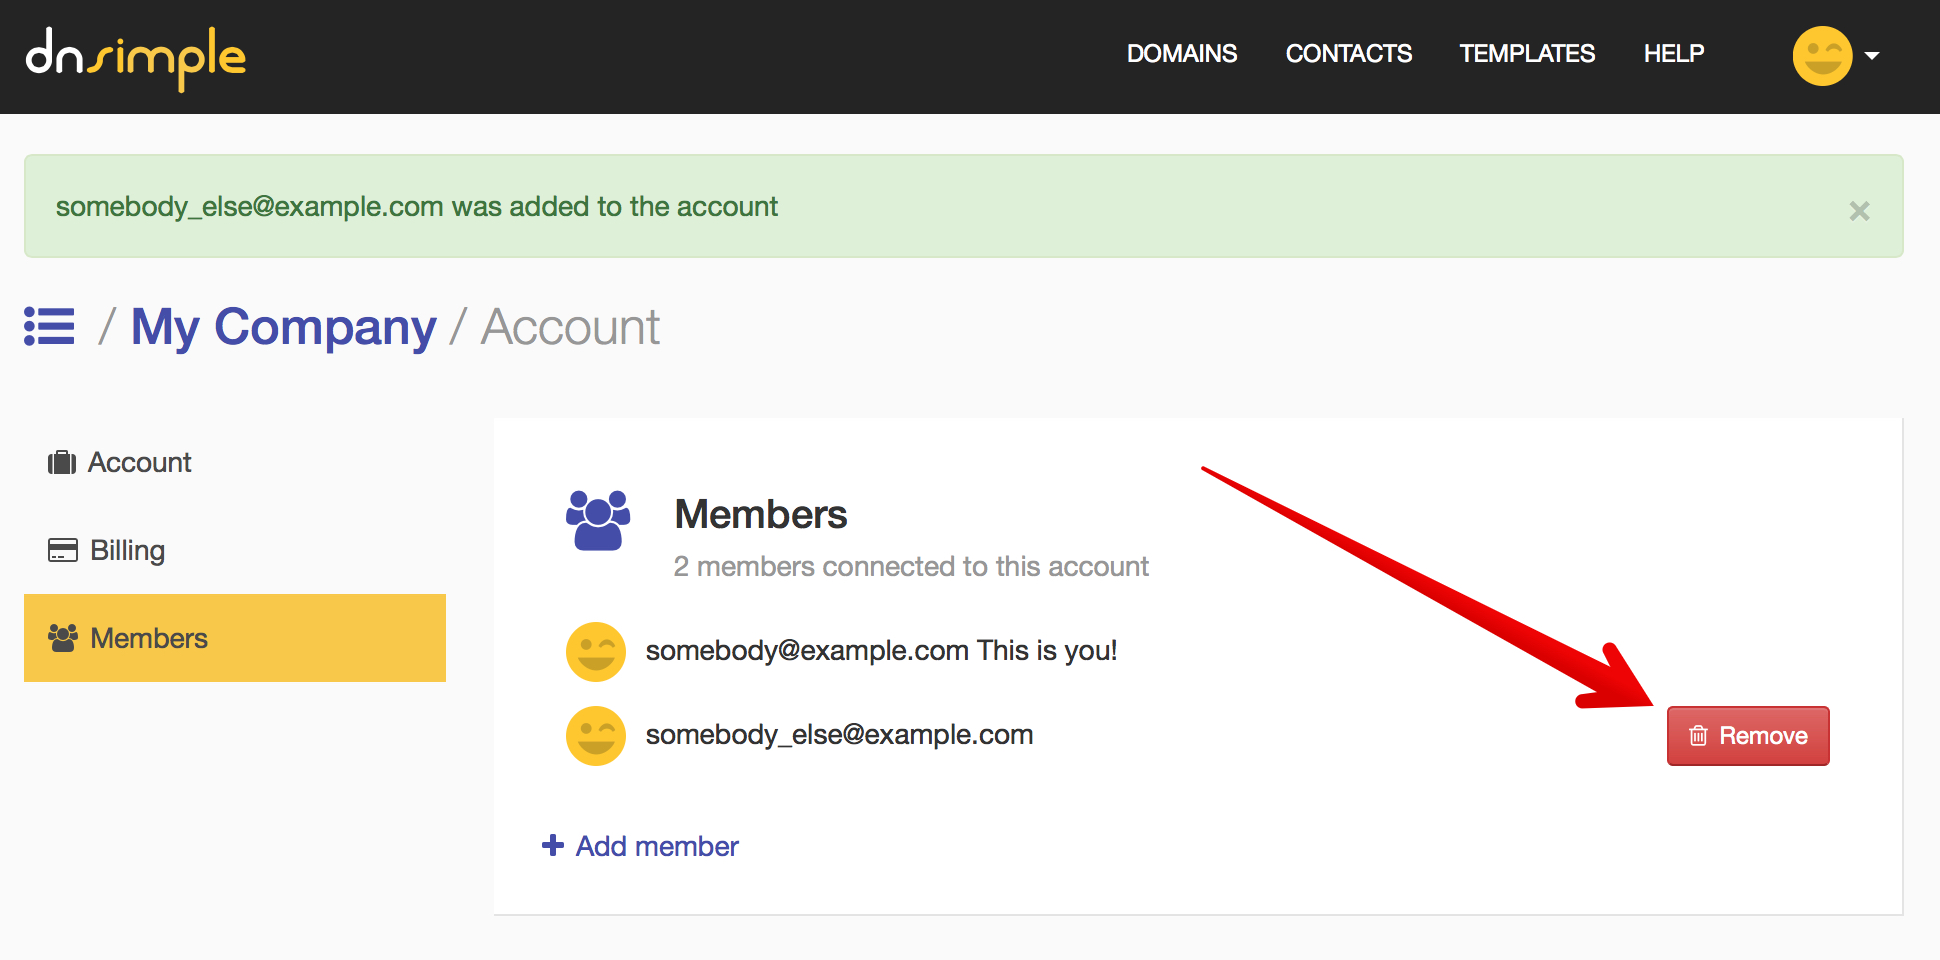 dnsimple
DOMAINS CONTACTS TEMPLATES HELP
somebody_else@example.com was added to the account ×
/ My Company / Account
Account
Billing
Members
Members
2 members connected to this account
somebody@example.com This is you!
somebody_else@example.com
Remove
Add member